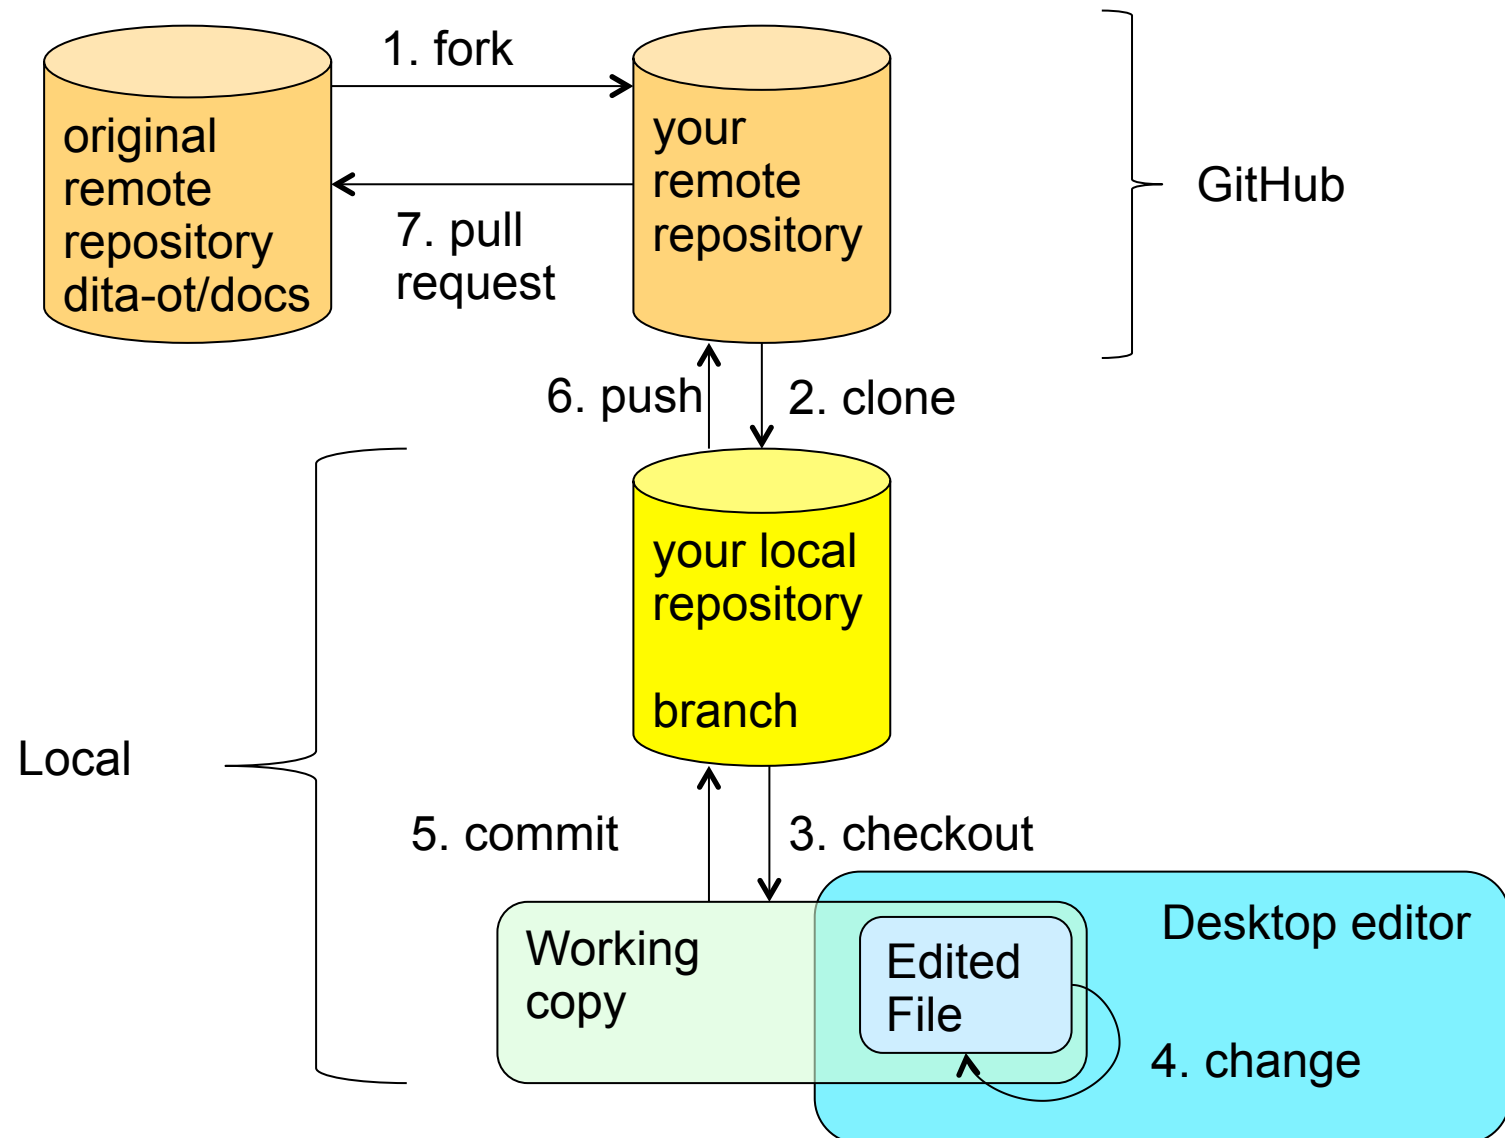 1. fork
original
remote
repository
dita-ot/docs
your
remote
repository
7. pull
request
GitHub
6. push
2. clone
your local
repository
branch
Local
5. commit
3. checkout
Working
copy
Edited
File
Desktop editor
4. change